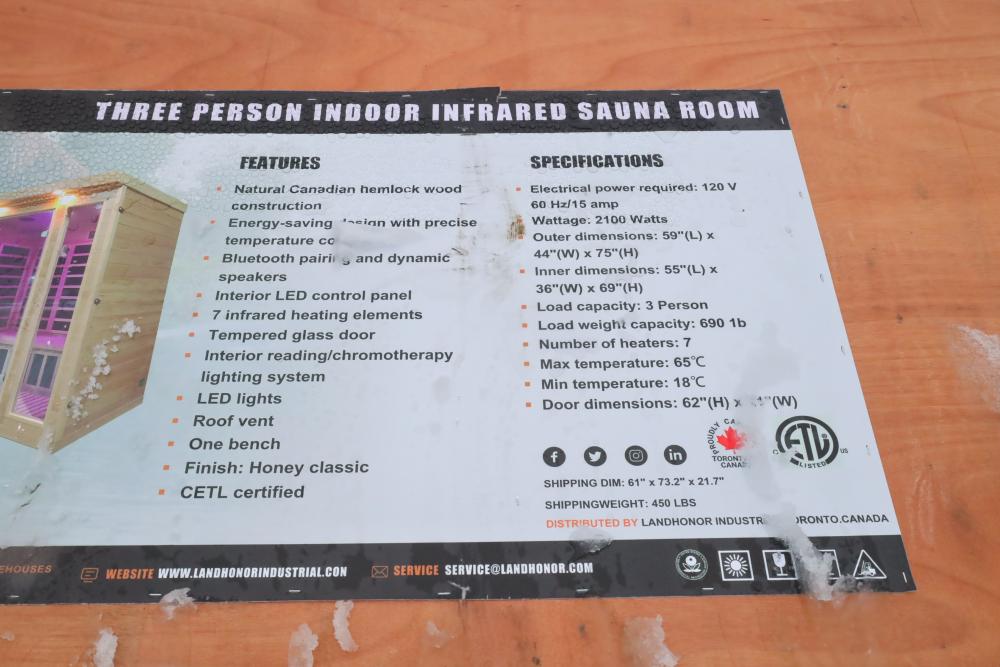 THREE PERSON INDOOR INFRARED SAUNA ROOM
FEATURES
Natural Canadian hemlock wood
construction
Energy-saving design with precise
temperature
Bluetooth pairing and dynamic
speakers
Interior LED control panel
7 infrared heating elements
Tempered glass door
Interior reading/chromotherapy
lighting system
LED lights
Roof vent
One bench
Finish: Honey classic
CETL certified
SPECIFICATIONS
Electrical power required: 120 V
60 Hz/15 amp
Wattage: 2100 Watts
Outer dimensions: 59"(L) x
44"(W) x 75"(H)
Inner dimensions: 55"(L) x
36"(W) x 69"(H)
Load capacity: 3 Person
Load weight capacity: 690 1b
Number of heaters: 7
Max temperature: 65℃
Min temperature: 18℃
Door dimensions: 62"(H) x (W)
PROUDLY
TORONTO
CANADA
C ETL US
LISTED
SHIPPING DIM: 61" x 73.2" x 21.7"
SHIPPINGWEIGHT: 450 LBS
DISTRIBUTED BY LANDHONOR TORONTO.CANADA
WEBSITE WWW.LANDHONORINDUSTRIAL.CON
SERVICE SERVICE@LANDHONOR.COM